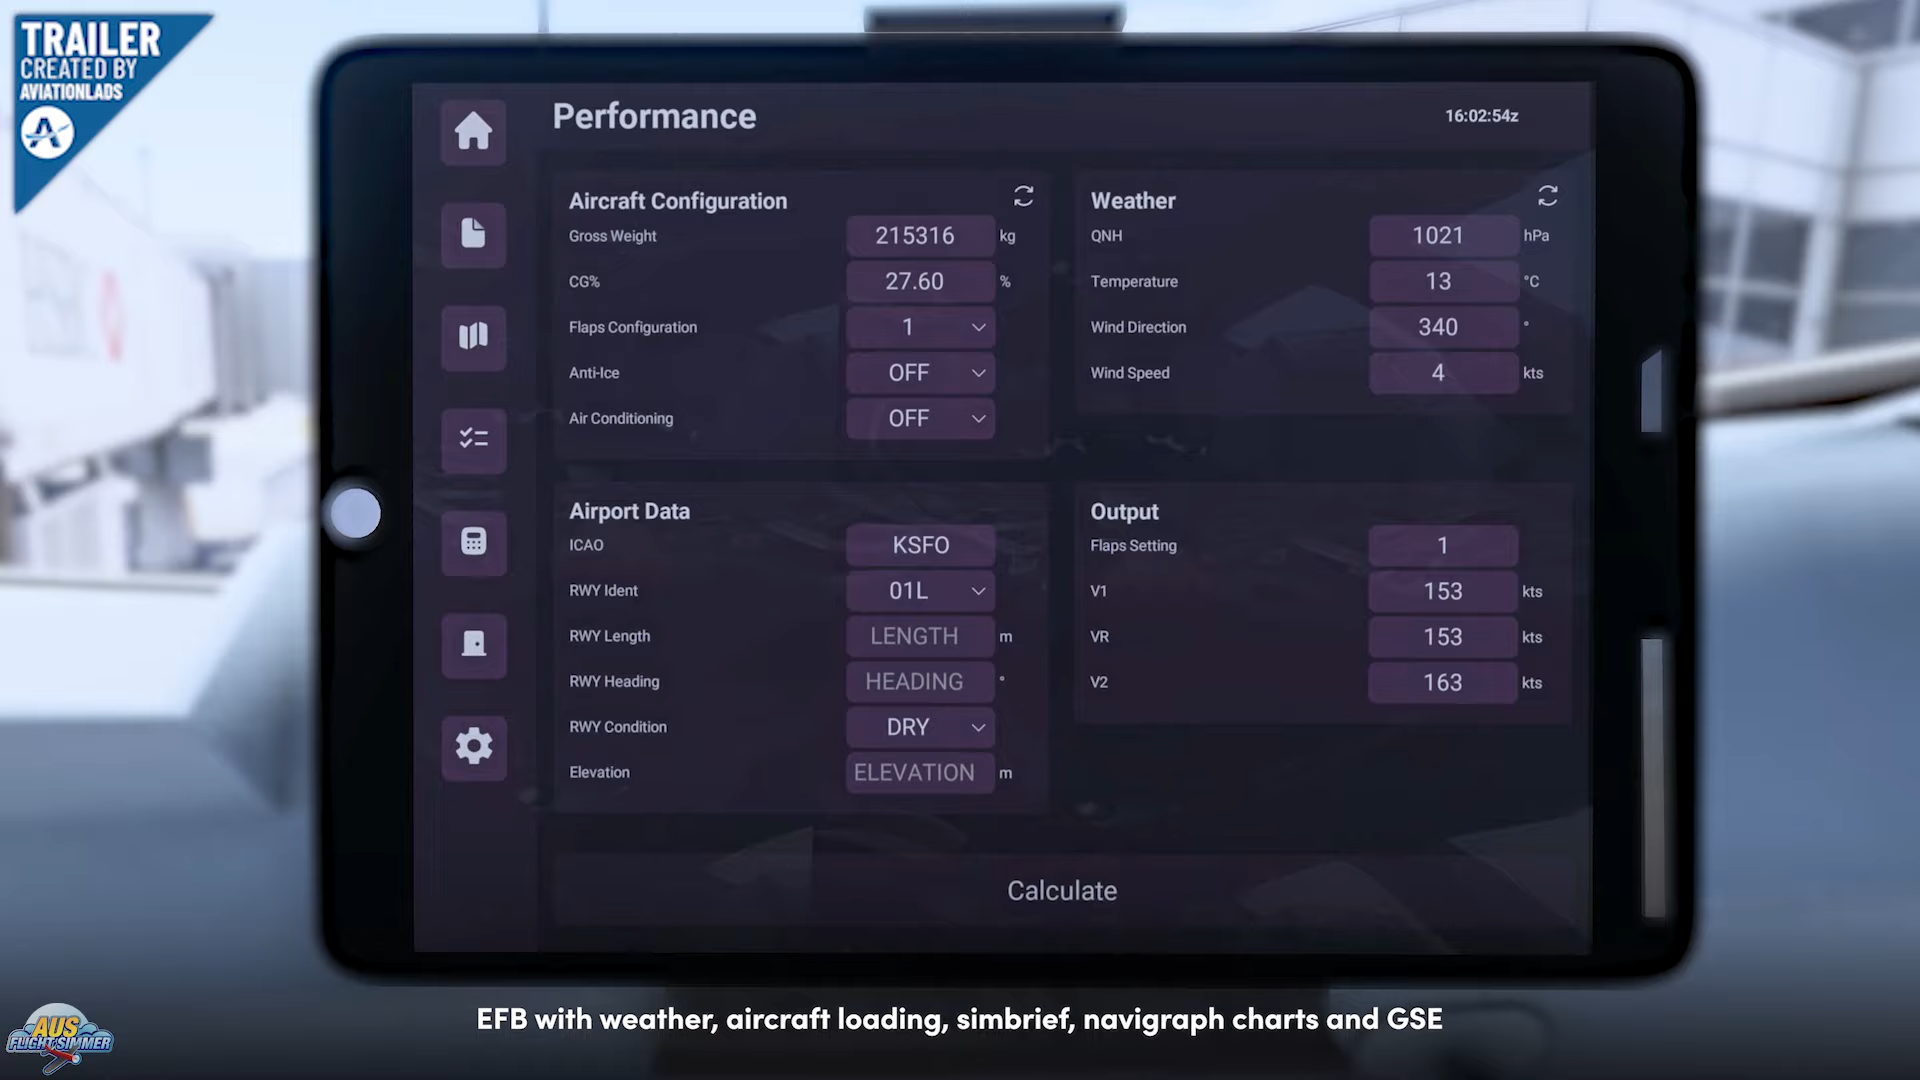 TRAILER
CREATED BY
AVIATIONLADS
Performance
16:02:54z
Aircraft Configuration
Gross Weight 215316 kg
CG% 27.60 %
Flaps Configuration 1
Anti-Ice OFF
Air Conditioning OFF
Weather
QNH 1021 hPa
Temperature 13 °C
Wind Direction 340 °
Wind Speed 4 kts
Airport Data
ICAO KSFO
RWY Ident 01L
RWY Length LENGTH m
RWY Heading HEADING °
RWY Condition DRY
Elevation ELEVATION m
Output
Flaps Setting 1
V1 153 kts
VR 153 kts
V2 163 kts
Calculate
EFB with weather, aircraft loading, simbrief, navigraph charts and GSE
AUS
FLIGHTSIMMER